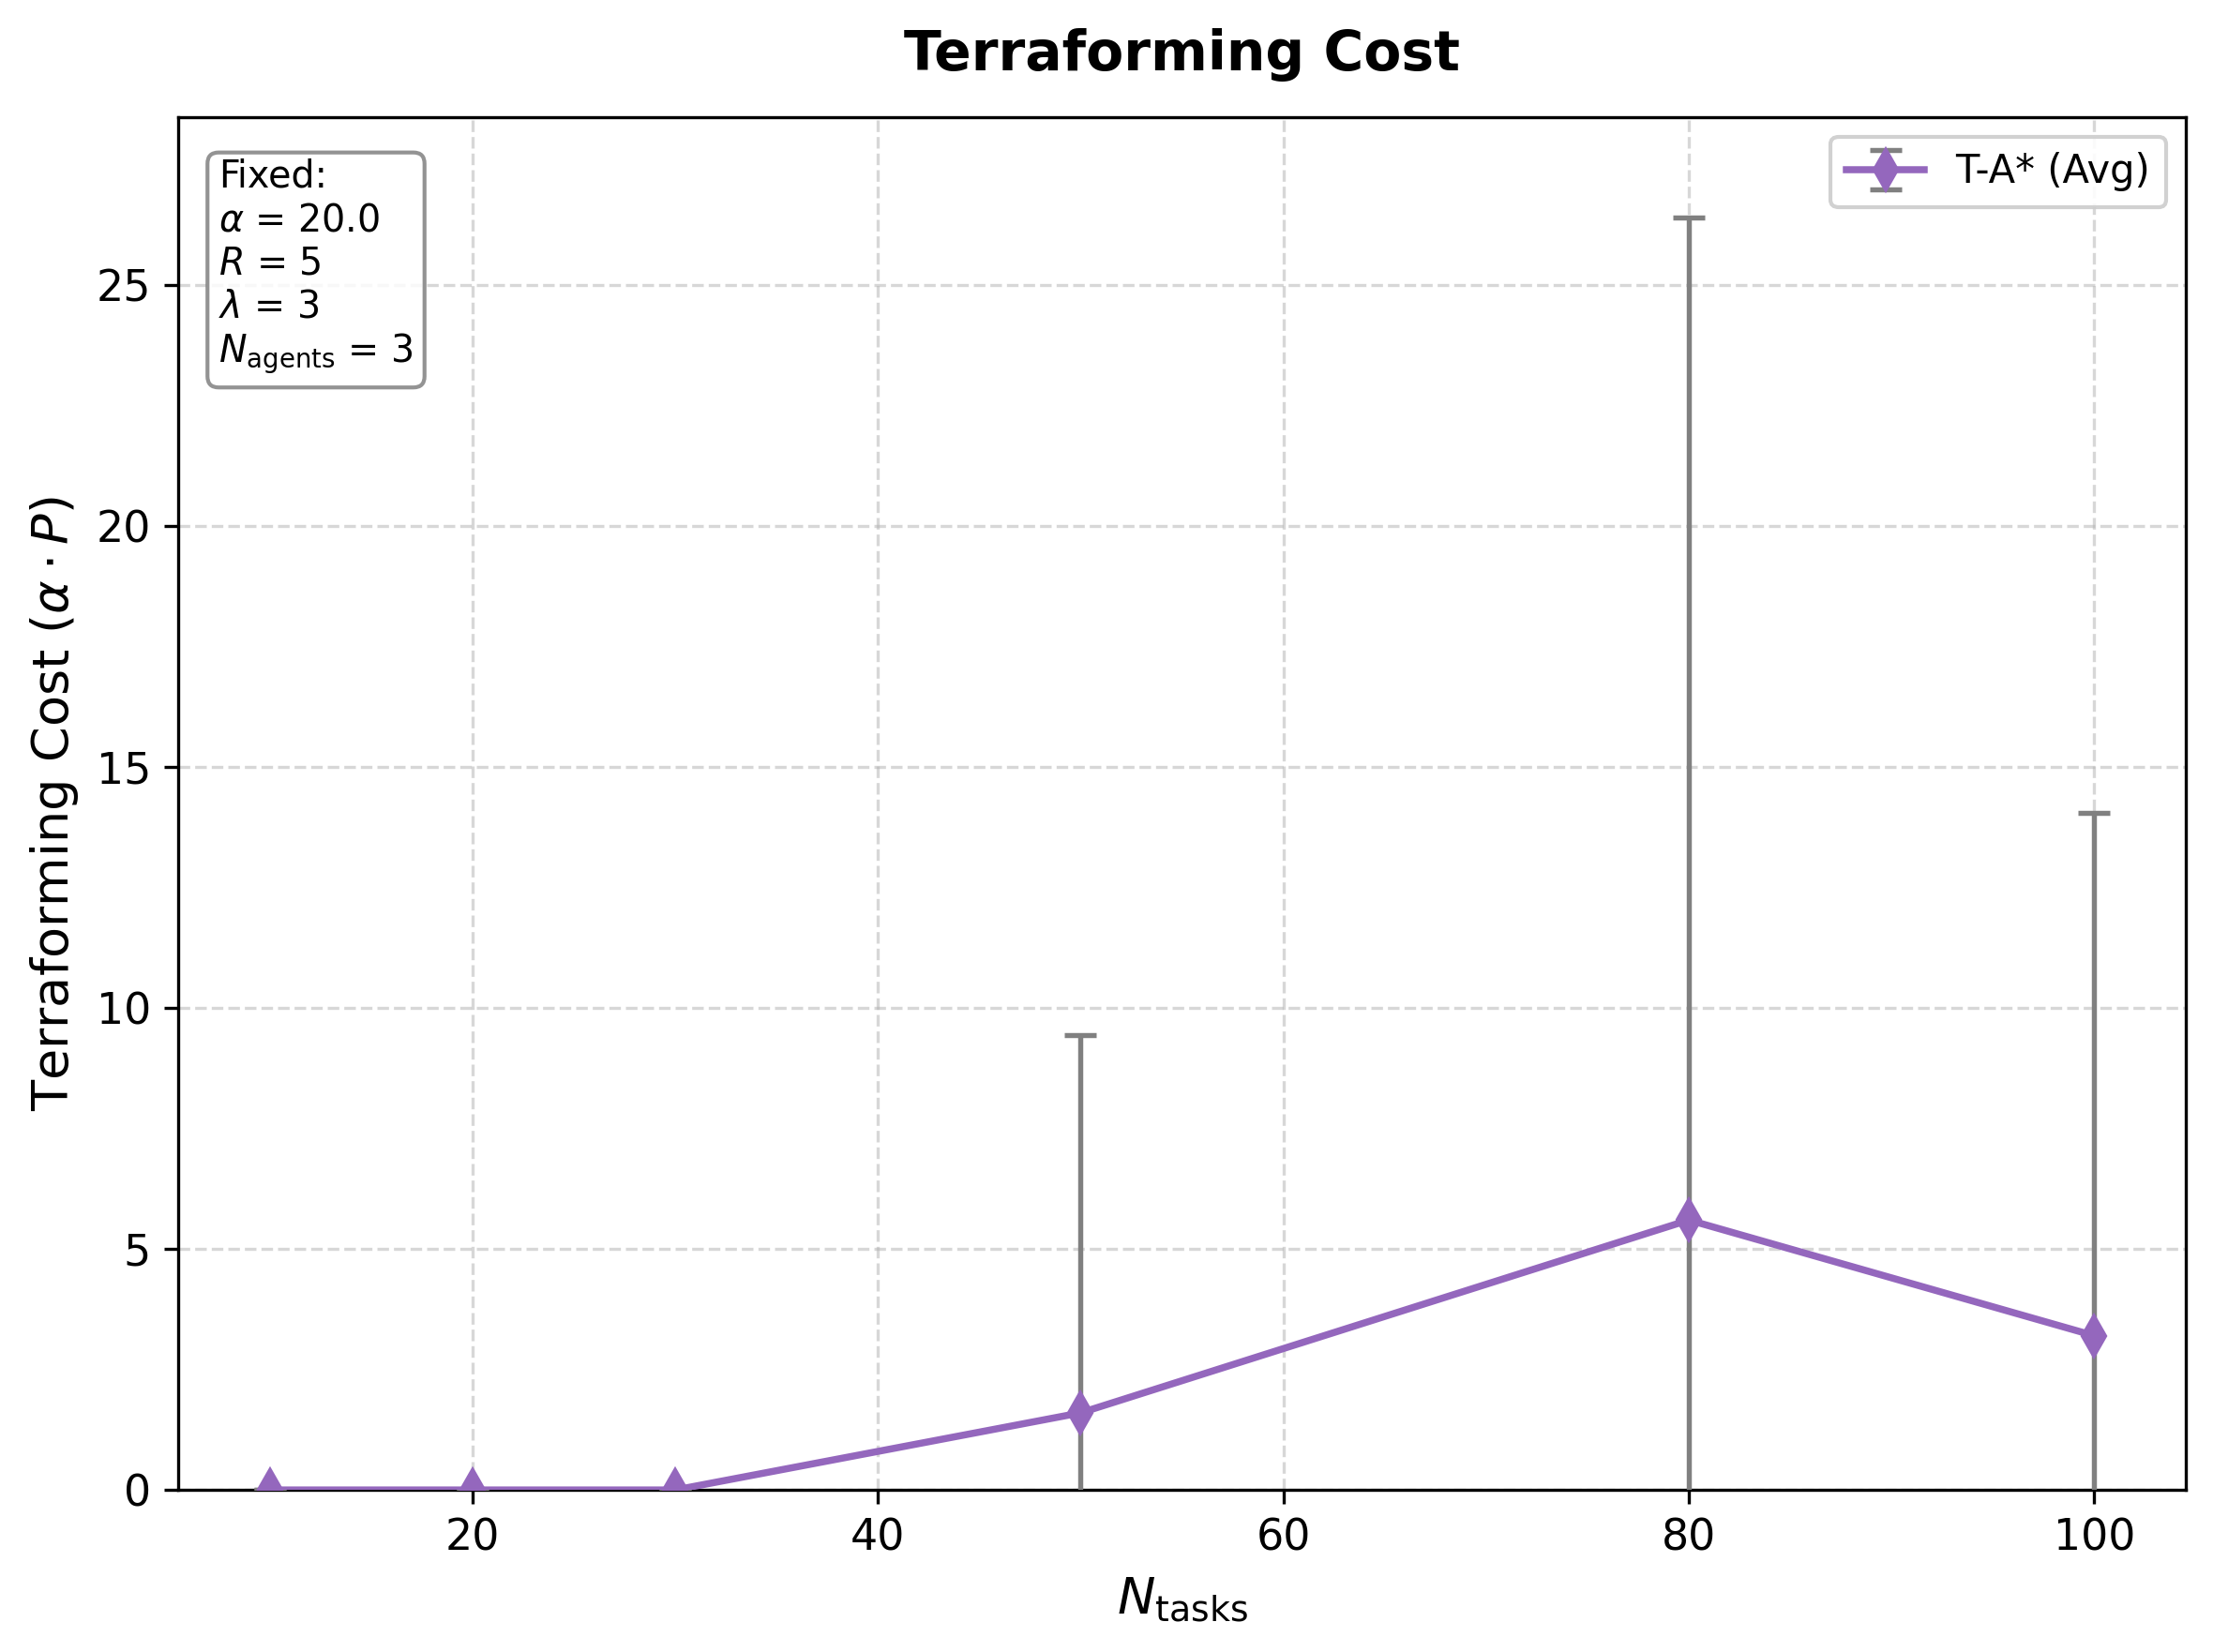 Terraforming Cost
Fixed:
α = 20.0
R = 5
λ = 3
N_agents = 3
T-A* (Avg)
Terraforming Cost (α · P)
25
20
15
10
5
0
20
40
60
80
100
N_tasks